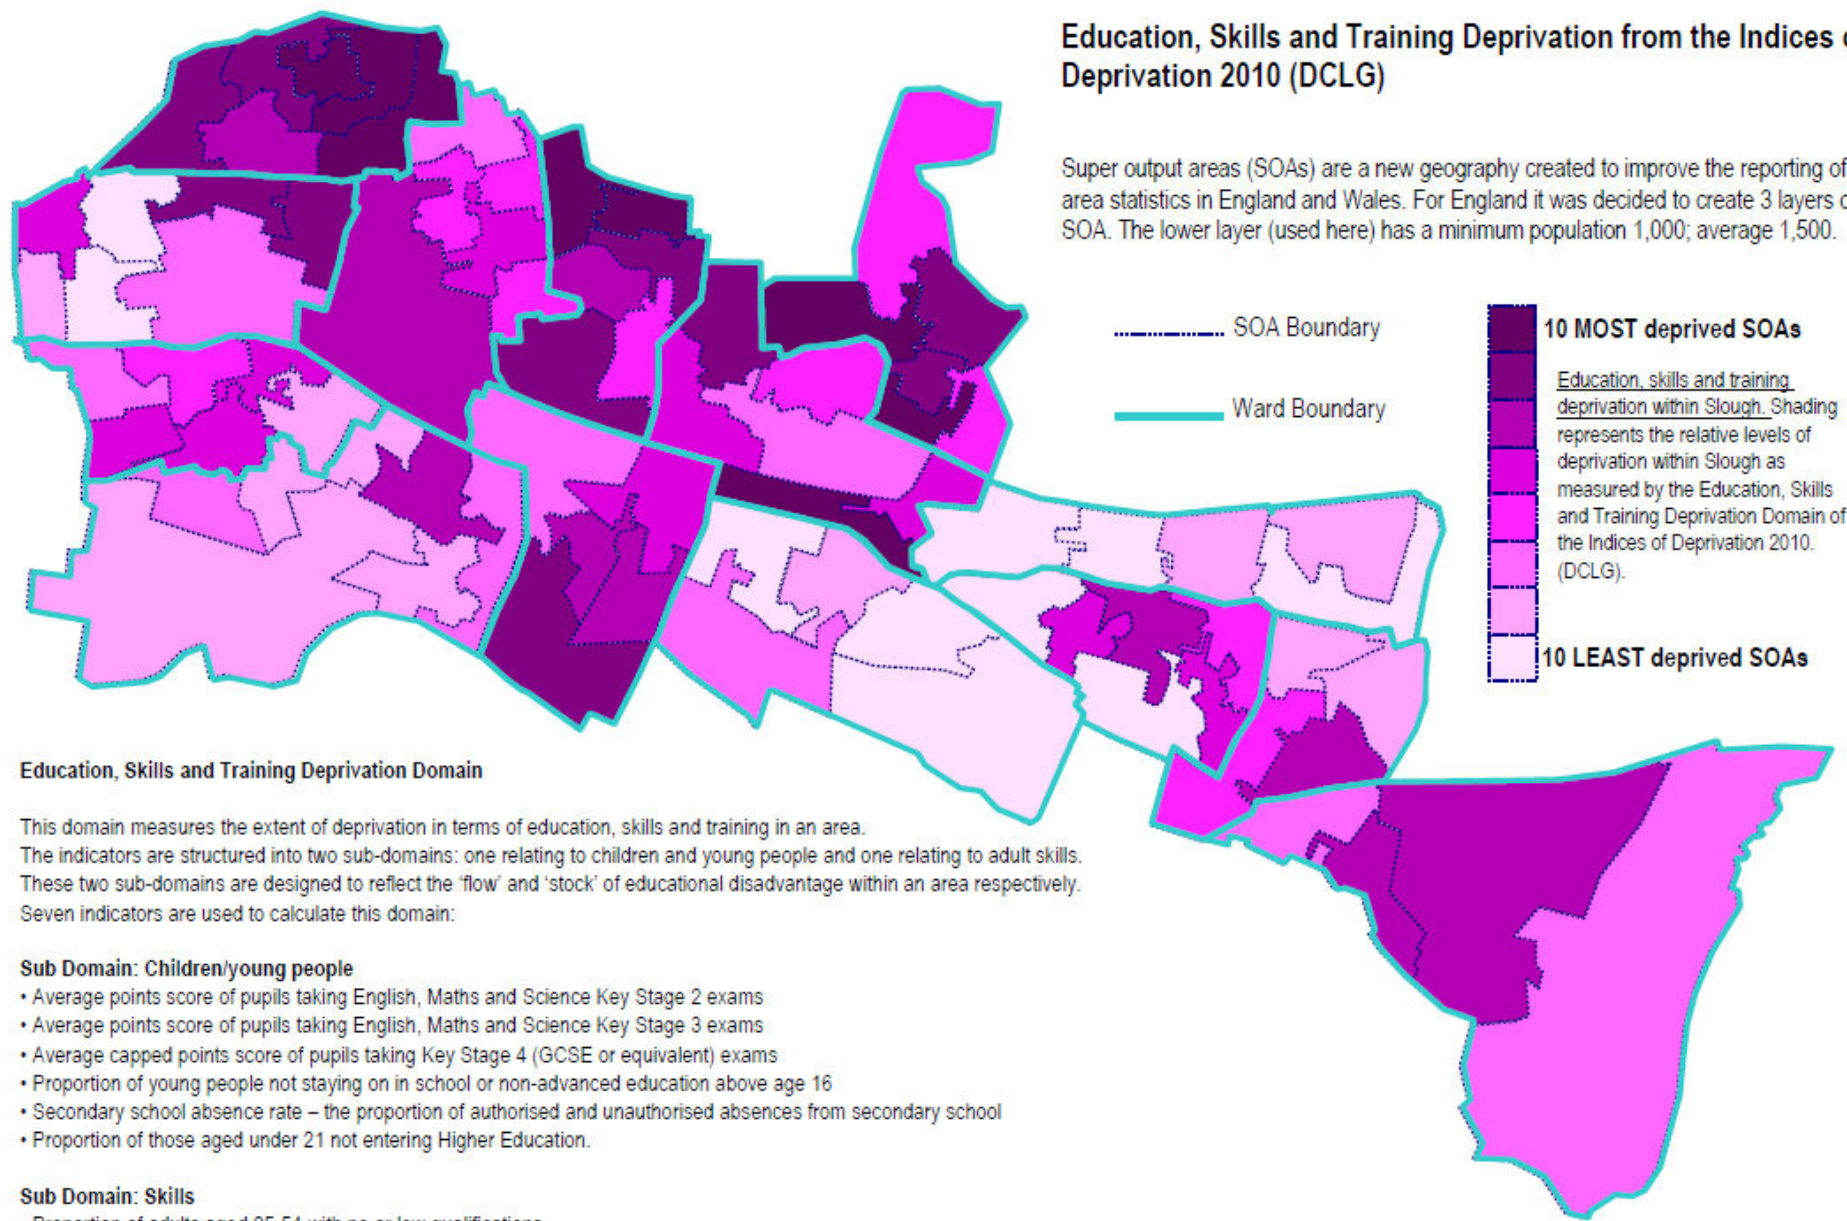 Education, Skills and Training Deprivation from the Indices
Deprivation 2010 (DCLG)
Super output areas (SOAs) are a new geography created to improve the reporting of
area statistics in England and Wales. For England it was decided to create 3 layers
SOA. The lower layer (used here) has a minimum population 1,000; average 1,500.
SOA Boundary
Ward Boundary
10 MOST deprived SOAs
Education, skills and training
deprivation within Slough. Shading
represents the relative levels of
deprivation within Slough as
measured by the Education, Skills
and Training Deprivation Domain of
the Indices of Deprivation 2010.
(DCLG).
10 LEAST deprived SOAs
Education, Skills and Training Deprivation Domain
This domain measures the extent of deprivation in terms of education, skills and training in an area.
The indicators are structured into two sub-domains: one relating to children and young people and one relating to adult skills.
These two sub-domains are designed to reflect the ‘flow’ and ‘stock’ of educational disadvantage within an area respectively.
Seven indicators are used to calculate this domain:
Sub Domain: Children/young people
• Average points score of pupils taking English, Maths and Science Key Stage 2 exams
• Average points score of pupils taking English, Maths and Science Key Stage 3 exams
• Average capped points score of pupils taking Key Stage 4 (GCSE or equivalent) exams
• Proportion of young people not staying on in school or non-advanced education above age 16
• Secondary school absence rate – the proportion of authorised and unauthorised absences from secondary school
• Proportion of those aged under 21 not entering Higher Education.
Sub Domain: Skills
• Proportion of adults aged 25-54 with no or low qualifications